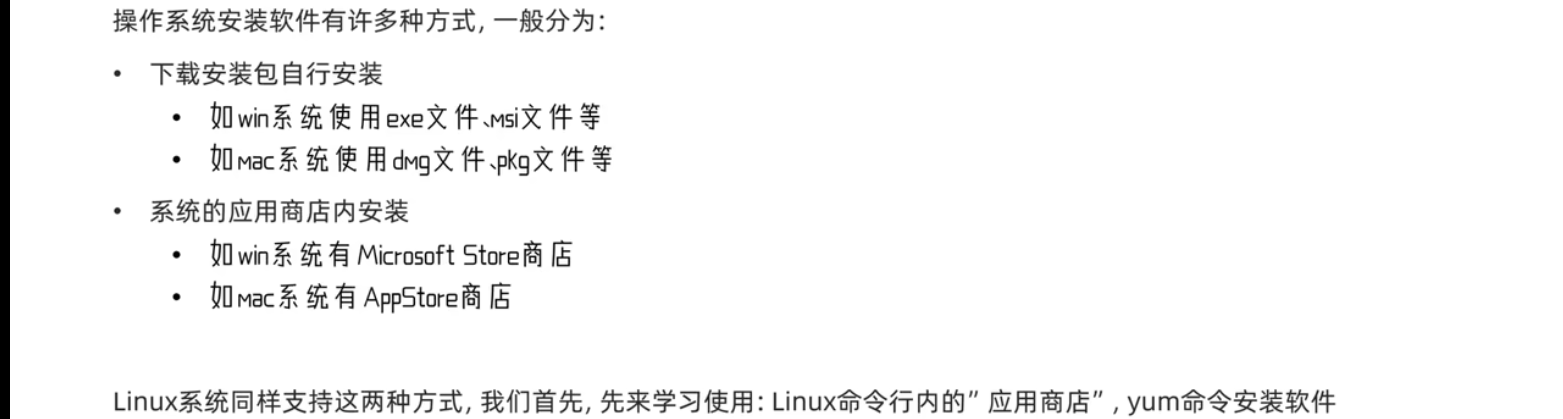 操作系统安装软件有许多种方式, 一般分为:
• 下载安装包自行安装
• 如win系统使用exe文件、msi文件等
• 如mac系统使用dmg文件、pkg文件等
• 系统的应用商店内安装
• 如win系统有Microsoft Store商店
• 如mac系统有AppStore商店
Linux系统同样支持这两种方式, 我们首先, 先来学习使用: Linux命令行内的”应用商店”, yum命令安装软件